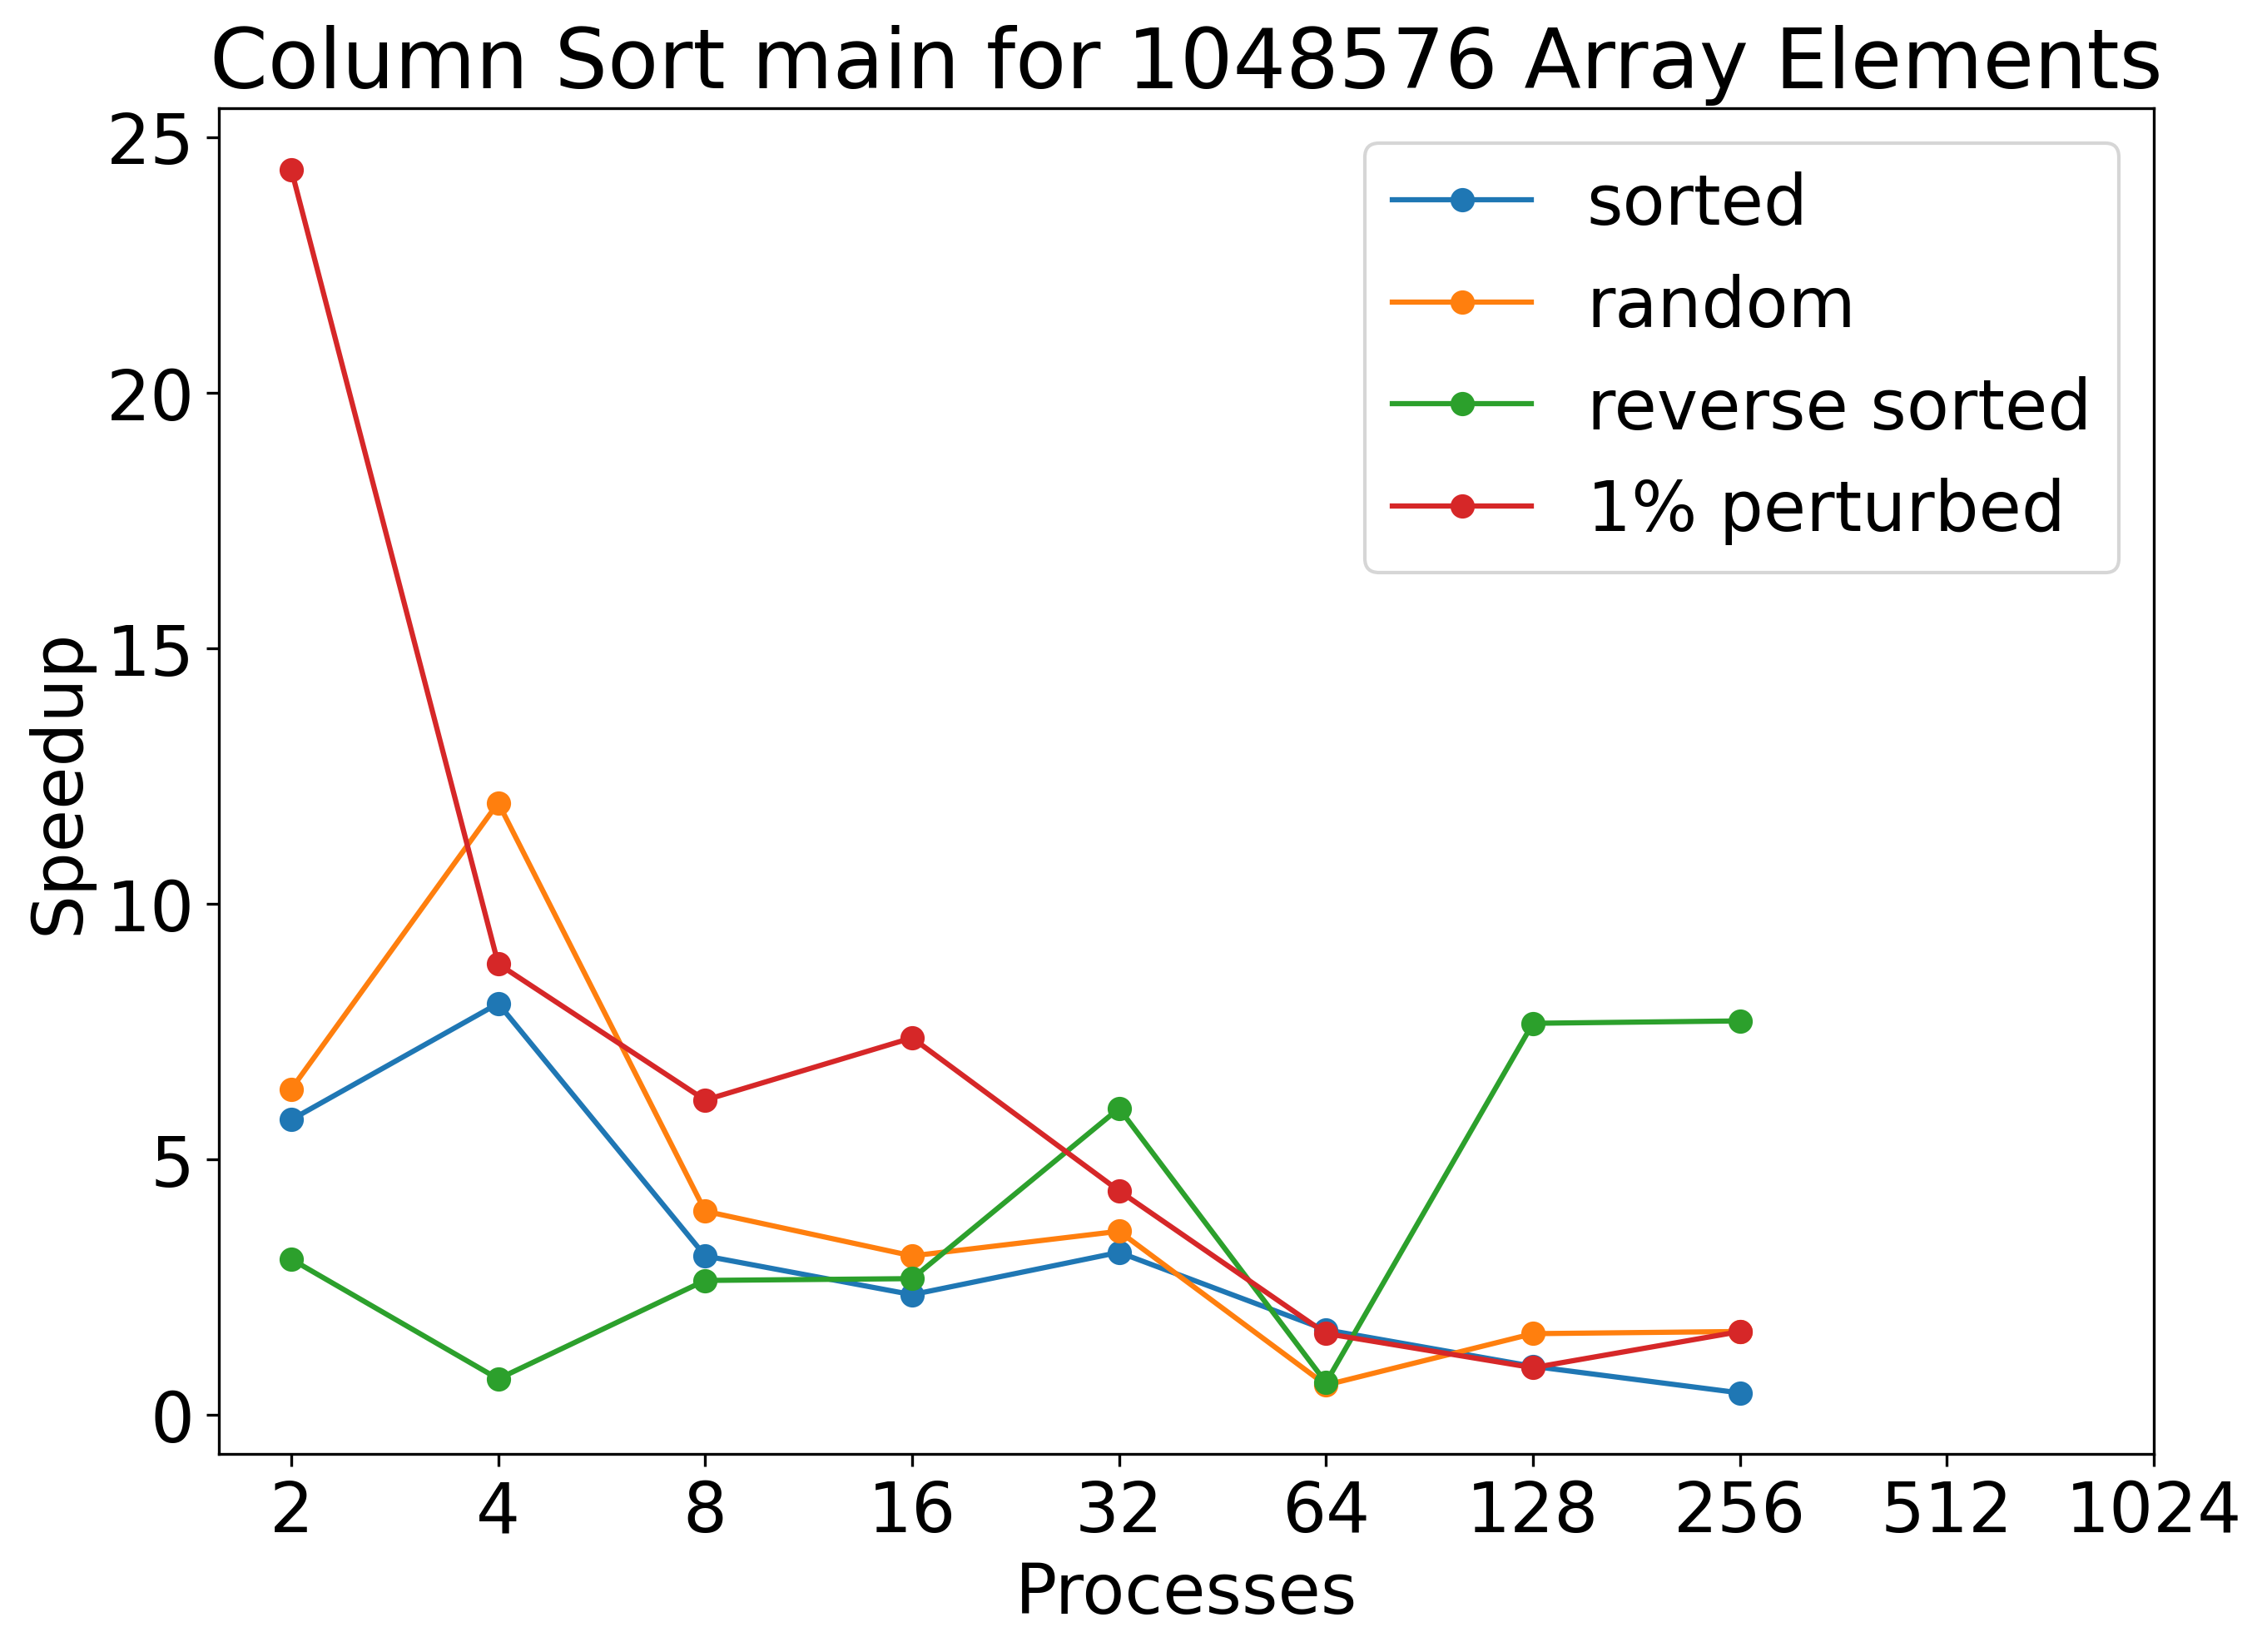 Column Sort main for 1048576 Array Elements
25
20
15
10
5
0
Speedup
sorted
random
reverse sorted
1% perturbed
2 4 8 16 32 64 128 256 512 1024
Processes